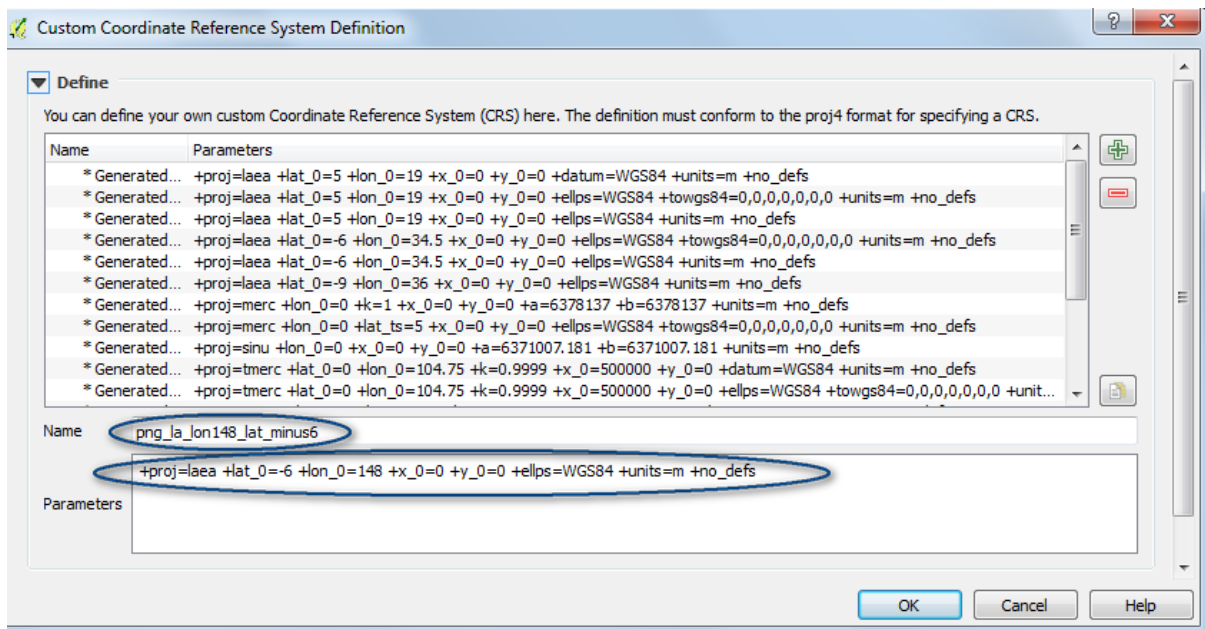 Custom Coordinate Reference System Definition
Define
You can define your own custom Coordinate Reference System (CRS) here. The definition must conform to the proj4 format for specifying a CRS.
Name Parameters
* Generated... +proj=laea +lat_0=5 +lon_0=19 +x_0=0 +y_0=0 +datum=WGS84 +units=m +no_defs
* Generated... +proj=laea +lat_0=5 +lon_0=19 +x_0=0 +y_0=0 +ellps=WGS84 +towgs84=0,0,0,0,0,0,0 +units=m +no_defs
* Generated... +proj=laea +lat_0=5 +lon_0=19 +x_0=0 +y_0=0 +ellps=WGS84 +units=m +no_defs
* Generated... +proj=laea +lat_0=-6 +lon_0=34.5 +x_0=0 +y_0=0 +ellps=WGS84 +towgs84=0,0,0,0,0,0,0 +units=m +no_defs
* Generated... +proj=laea +lat_0=-6 +lon_0=34.5 +x_0=0 +y_0=0 +ellps=WGS84 +units=m +no_defs
* Generated... +proj=laea +lat_0=-9 +lon_0=36 +x_0=0 +y_0=0 +ellps=WGS84 +units=m +no_defs
* Generated... +proj=merc +lon_0=0 +k=1 +x_0=0 +y_0=0 +a=6378137 +b=6378137 +units=m +no_defs
* Generated... +proj=merc +lon_0=0 +lat_ts=5 +x_0=0 +y_0=0 +ellps=WGS84 +towgs84=0,0,0,0,0,0,0 +units=m +no_defs
* Generated... +proj=sinu +lon_0=0 +x_0=0 +y_0=0 +a=6371007.181 +b=6371007.181 +units=m +no_defs
* Generated... +proj=tmerc +lat_0=0 +lon_0=104.75 +k=0.9999 +x_0=500000 +y_0=0 +datum=WGS84 +units=m +no_defs
* Generated... +proj=tmerc +lat_0=0 +lon_0=104.75 +k=0.9999 +x_0=500000 +y_0=0 +ellps=WGS84 +towgs84=0,0,0,0,0,0,0 +unit...
Name png_la_lon148_lat_minus6
+proj=laea +lat_0=-6 +lon_0=148 +x_0=0 +y_0=0 +ellps=WGS84 +units=m +no_defs
Parameters
OK Cancel Help